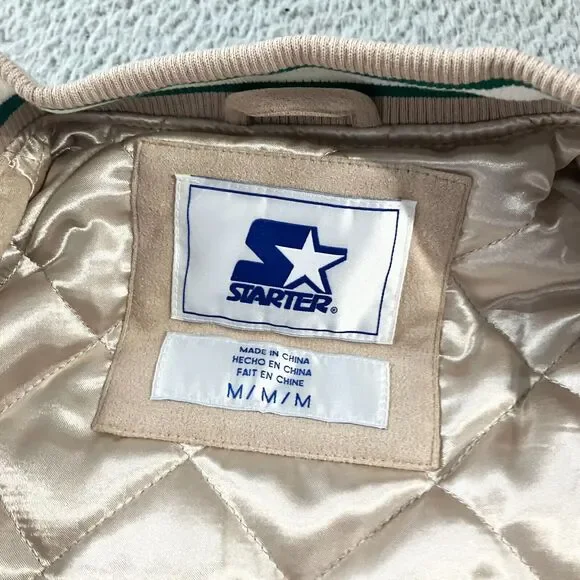 STARTER®
MADE IN CHINA
HECHO EN CHINA
FAIT EN CHINE
M/M/M